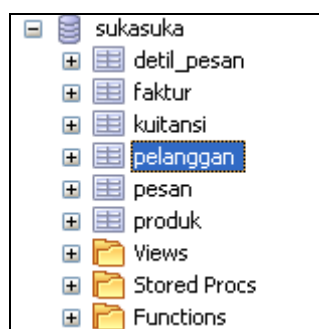 sukasuka
detil_pesan
faktur
kuitansi
pelanggan
pesan
produk
Views
Stored Procs
Functions